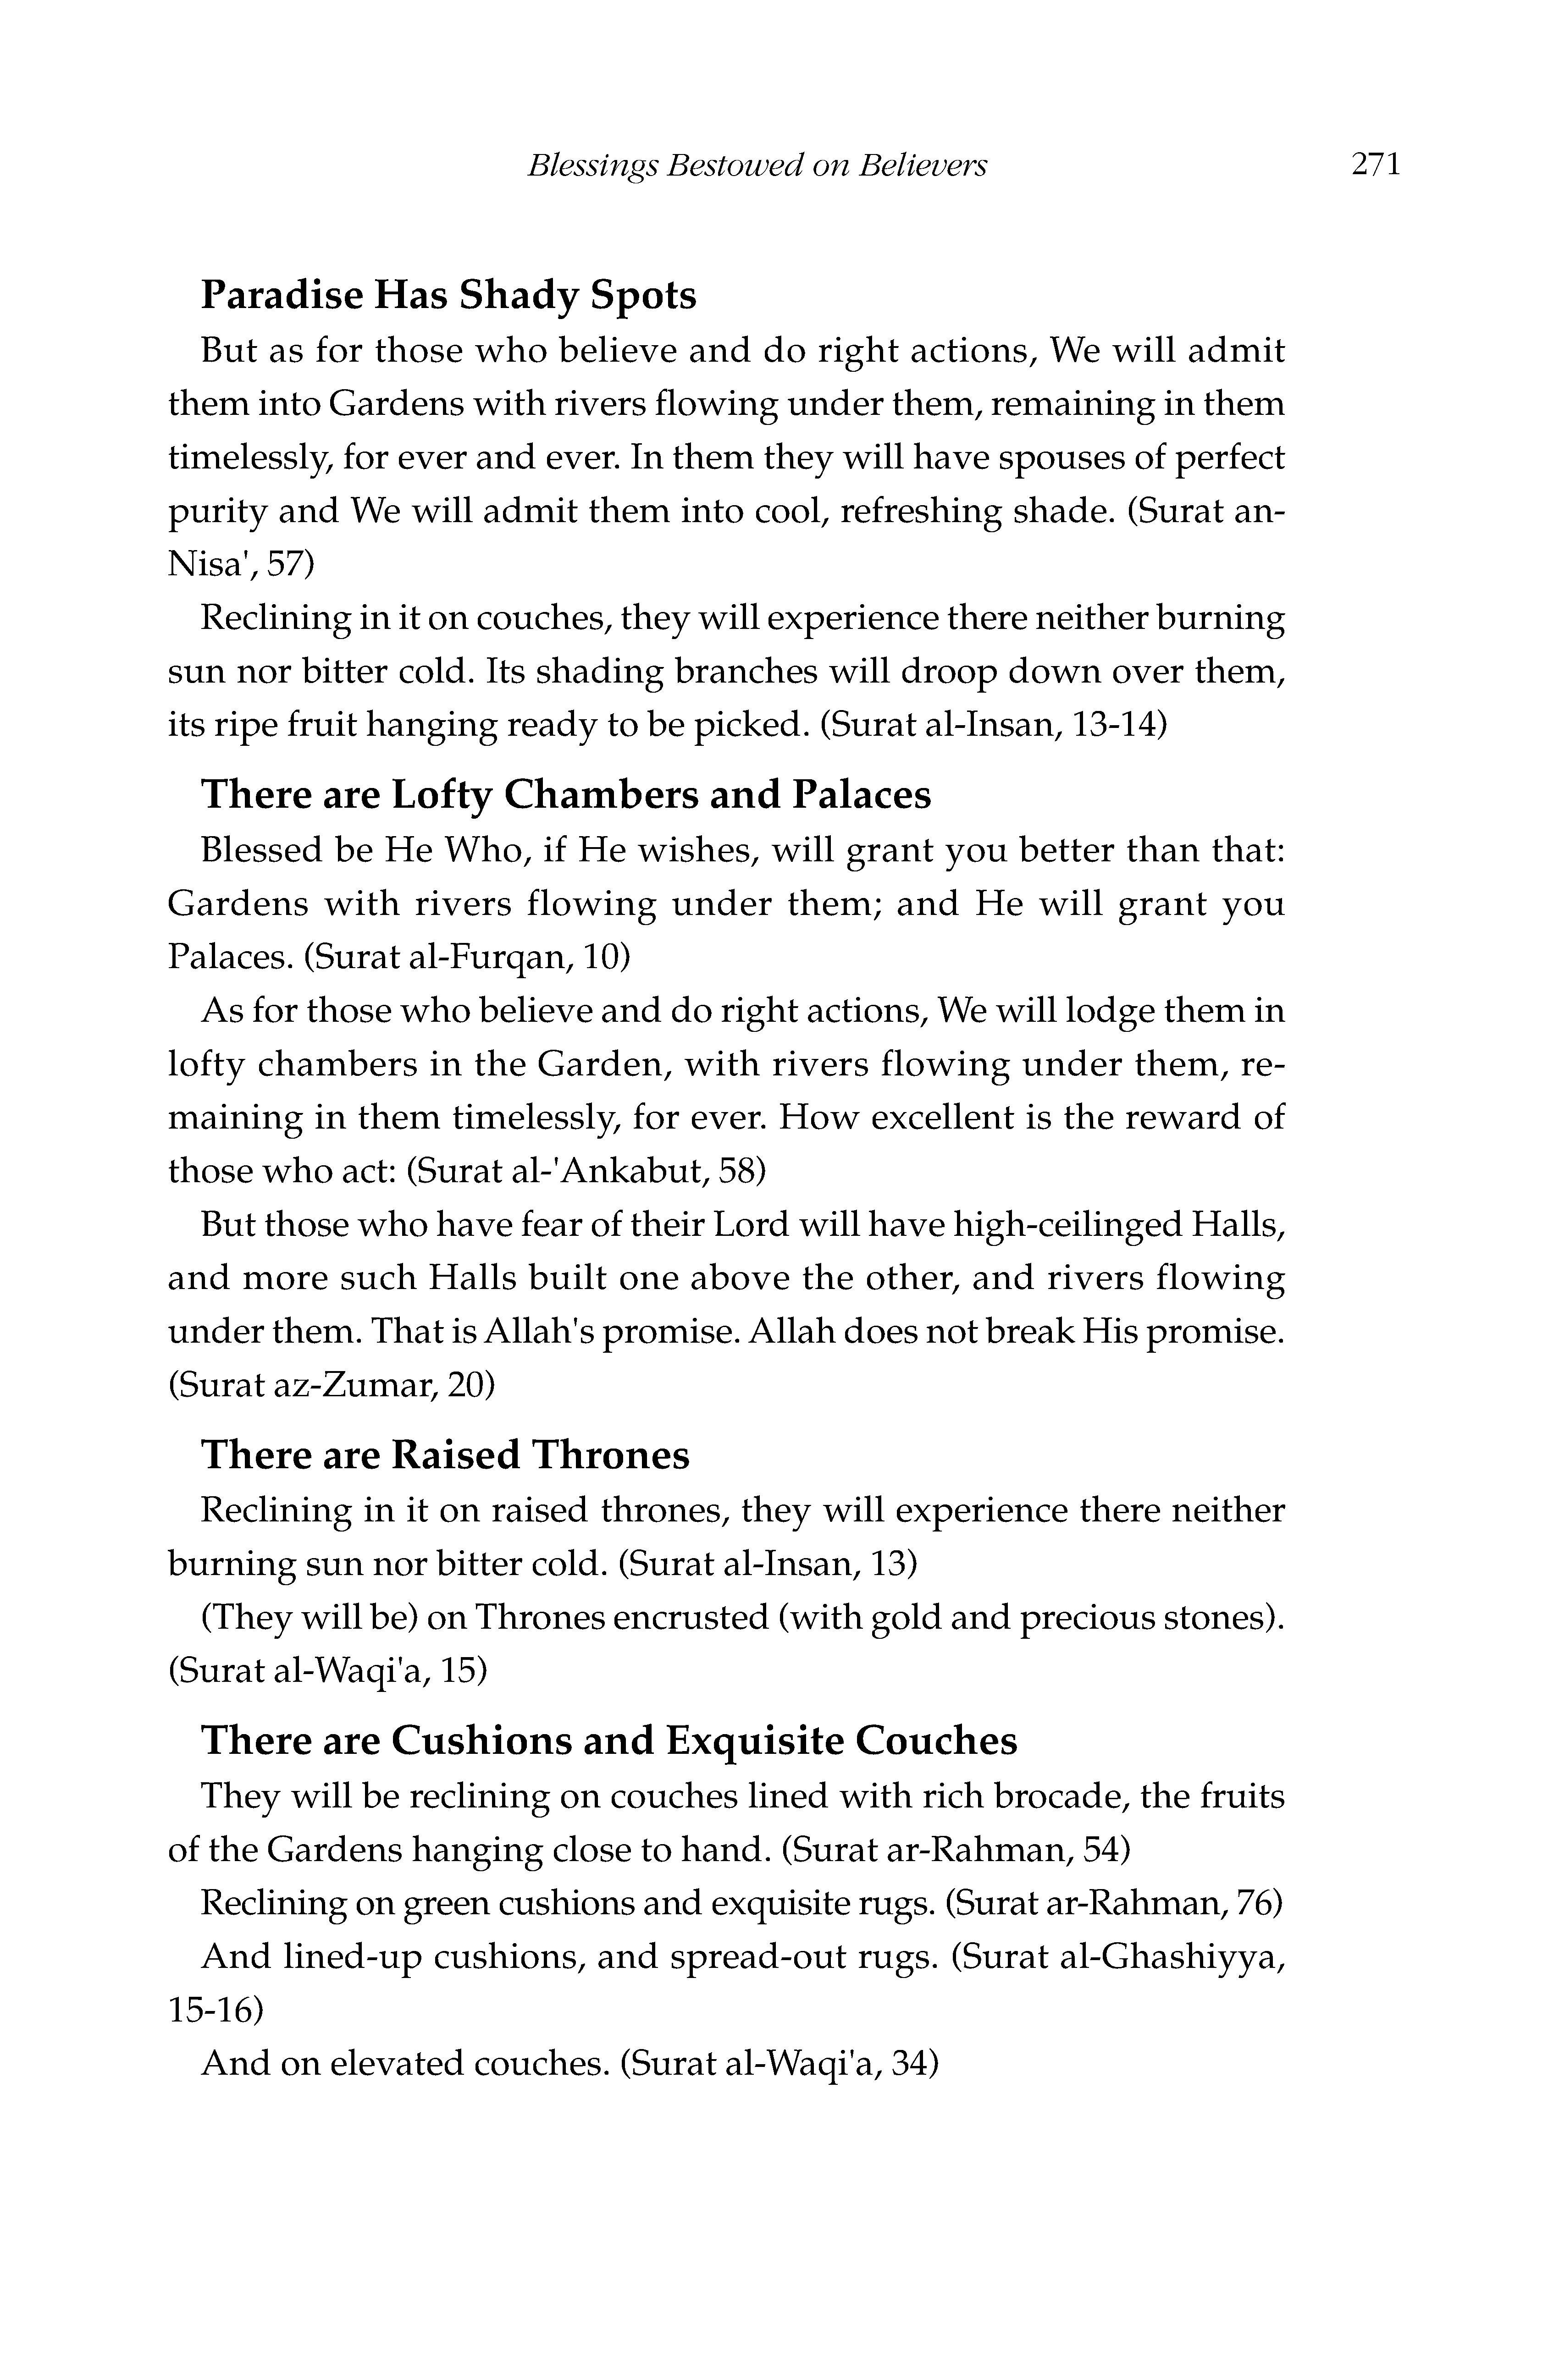 Blessings Bestowed on Believers 271
Paradise Has Shady Spots
But as for those who believe and do right actions, We will admit
them into Gardens with rivers flowing under them, remaining in them
timelessly, for ever and ever. In them they will have spouses of perfect
purity and We will admit them into cool, refreshing shade. (Surat an-
Nisa', 57)
Reclining in it on couches, they will experience there neither burning
sun nor bitter cold. Its shading branches will droop down over them,
its ripe fruit hanging ready to be picked. (Surat al-Insan, 13-14)
There are Lofty Chambers and Palaces
Blessed be He Who, if He wishes, will grant you better than that:
Gardens with rivers flowing under them; and He will grant you
Palaces. (Surat al-Furqan, 10)
As for those who believe and do right actions, We will lodge them in
lofty chambers in the Garden, with rivers flowing under them, re-
maining in them timelessly, for ever. How excellent is the reward of
those who act: (Surat al-'Ankabut, 58)
But those who have fear of their Lord will have high-ceilinged Halls,
and more such Halls built one above the other, and rivers flowing
under them. That is Allah's promise. Allah does not break His promise.
(Surat az-Zumar, 20)
There are Raised Thrones
Reclining in it on raised thrones, they will experience there neither
burning sun nor bitter cold. (Surat al-Insan, 13)
(They will be) on Thrones encrusted (with gold and precious stones).
(Surat al-Waqi'a, 15)
There are Cushions and Exquisite Couches
They will be reclining on couches lined with rich brocade, the fruits
of the Gardens hanging close to hand. (Surat ar-Rahman, 54)
Reclining on green cushions and exquisite rugs. (Surat ar-Rahman, 76)
And lined-up cushions, and spread-out rugs. (Surat al-Ghashiyya,
15-16)
And on elevated couches. (Surat al-Waqi'a, 34)